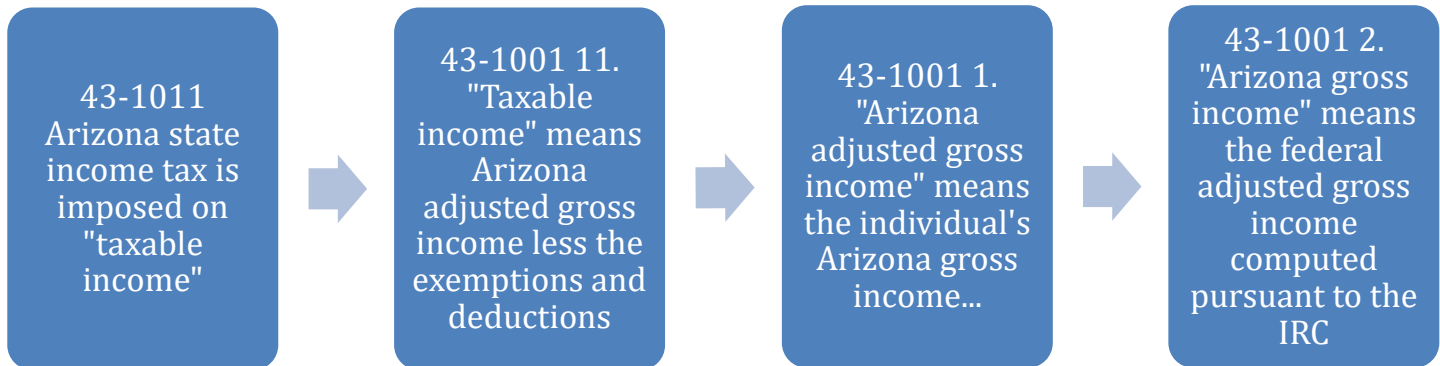 43-1011
Arizona state
income tax is
imposed on
"taxable
income"
43-1001 11.
"Taxable
income" means
Arizona
adjusted gross
income less the
exemptions and
deductions
43-1001 1.
"Arizona
adjusted gross
income" means
the individual's
Arizona gross
income...
43-1001 2.
"Arizona gross
income" means
the federal
adjusted gross
income
computed
pursuant to the
IRC